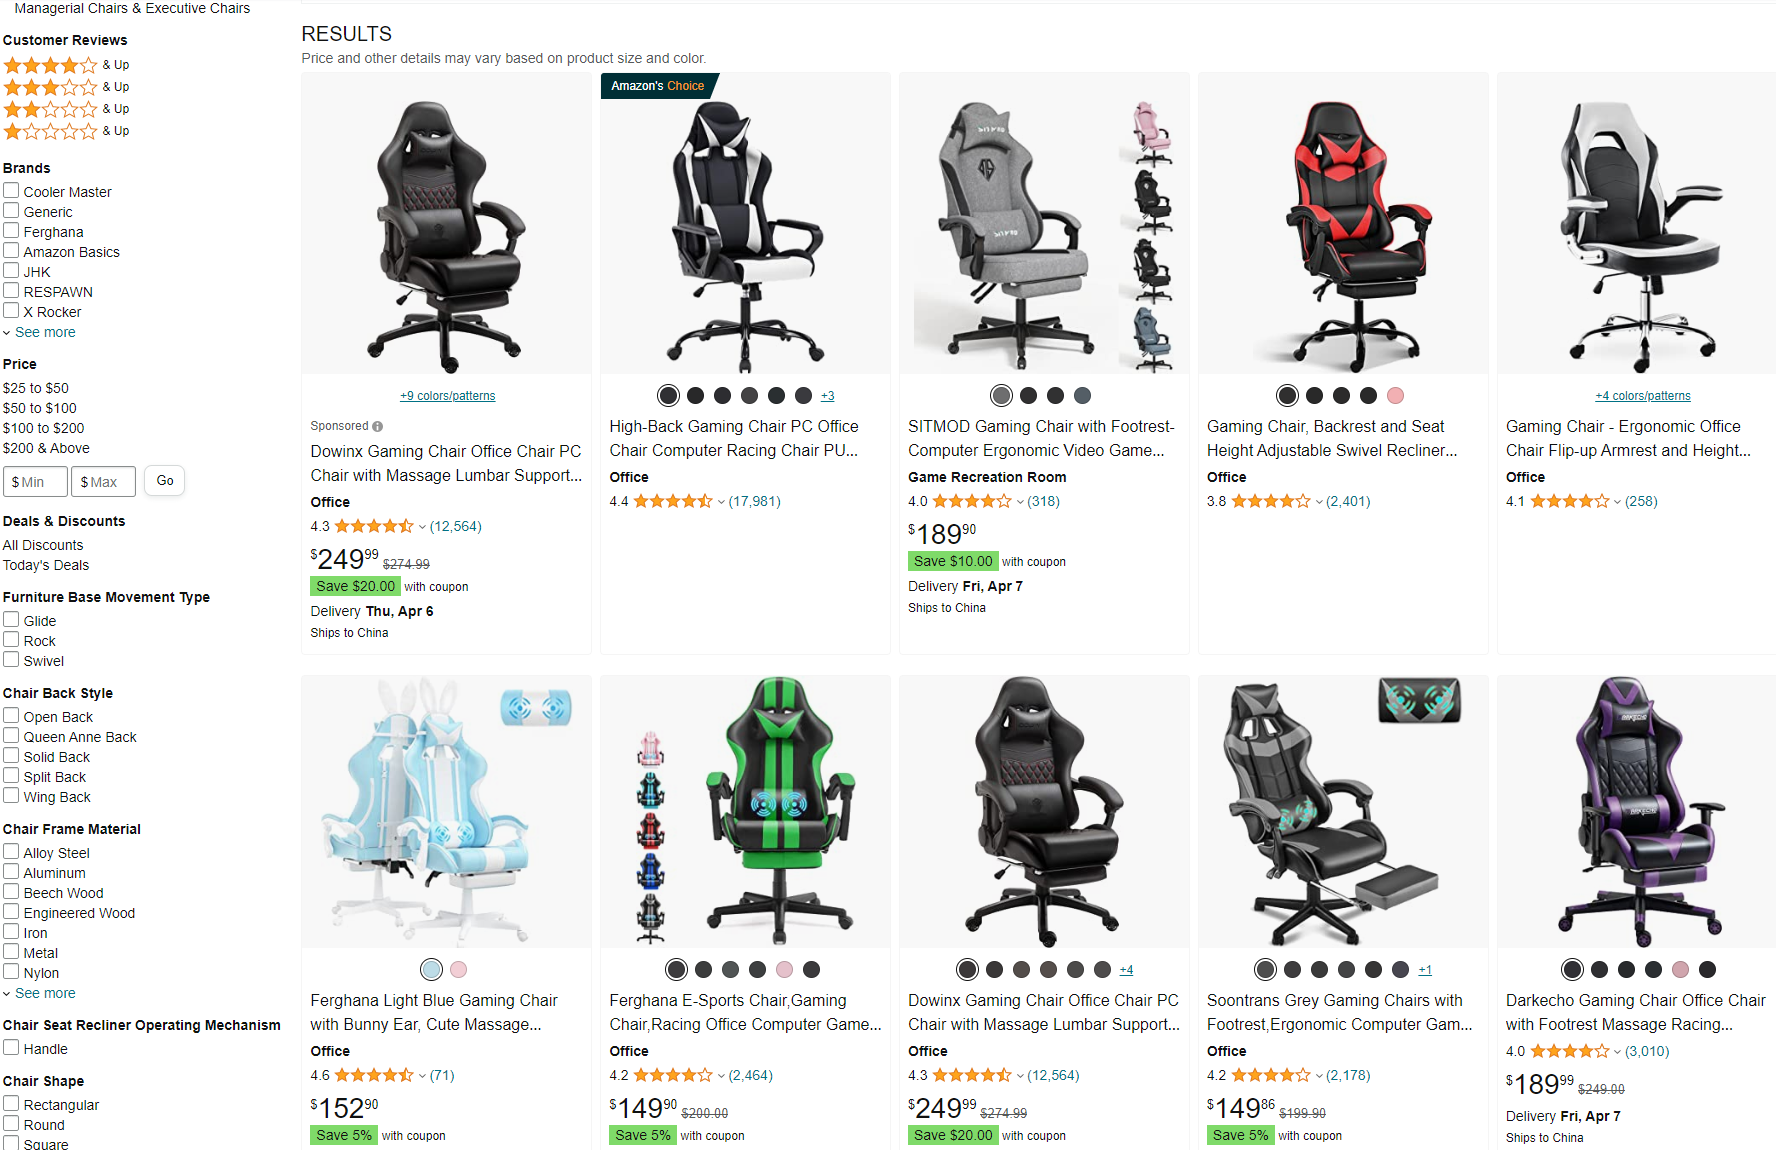 Managerial Chairs & Executive Chairs
Customer Reviews
& Up
& Up
& Up
& Up
Brands
Cooler Master
Generic
Ferghana
Amazon Basics
JHK
RESPAWN
X Rocker
See more
Price
$25 to $50
$50 to $100
$100 to $200
$200 & Above
$ Min $ Max Go
Deals & Discounts
All Discounts
Today's Deals
Furniture Base Movement Type
Glide
Rock
Swivel
Chair Back Style
Open Back
Queen Anne Back
Solid Back
Split Back
Wing Back
Chair Frame Material
Alloy Steel
Aluminum
Beech Wood
Engineered Wood
Iron
Metal
Nylon
See more
Chair Seat Recliner Operating Mechanism
Handle
Chair Shape
Rectangular
Round
Square
RESULTS
Price and other details may vary based on product size and color.
+9 colors/patterns
Sponsored
Dowinx Gaming Chair Office Chair PC
Chair with Massage Lumbar Support...
Office
4.3 (12,564)
$249.99 $274.99
Save $20.00 with coupon
Delivery Thu, Apr 6
Ships to China
Amazon's Choice
+3
High-Back Gaming Chair PC Office
Chair Computer Racing Chair PU...
Office
4.4 (17,981)
SITMOD Gaming Chair with Footrest-
Computer Ergonomic Video Game...
Game Recreation Room
4.0 (318)
$189.90
Save $10.00 with coupon
Delivery Fri, Apr 7
Ships to China
Gaming Chair, Backrest and Seat
Height Adjustable Swivel Recliner...
Office
3.8 (2,401)
+4 colors/patterns
Gaming Chair - Ergonomic Office
Chair Flip-up Armrest and Height...
Office
4.1 (258)
Ferghana Light Blue Gaming Chair
with Bunny Ear, Cute Massage...
Office
4.6 (71)
$152.90
Save 5% with coupon
Ferghana E-Sports Chair,Gaming
Chair,Racing Office Computer Game...
Office
4.2 (2,464)
$149.90 $200.00
Save 5% with coupon
+4
Dowinx Gaming Chair Office Chair PC
Chair with Massage Lumbar Support...
Office
4.3 (12,564)
$249.99 $274.99
Save $20.00 with coupon
+1
Soontrans Grey Gaming Chairs with
Footrest,Ergonomic Computer Gam...
Office
4.2 (2,178)
$149.86 $199.90
Save 5% with coupon
DARKECHO
DARKECHO
Darkecho Gaming Chair Office Chair
with Footrest Massage Racing...
4.0 (3,010)
$189.99 $249.00
Delivery Fri, Apr 7
Ships to China